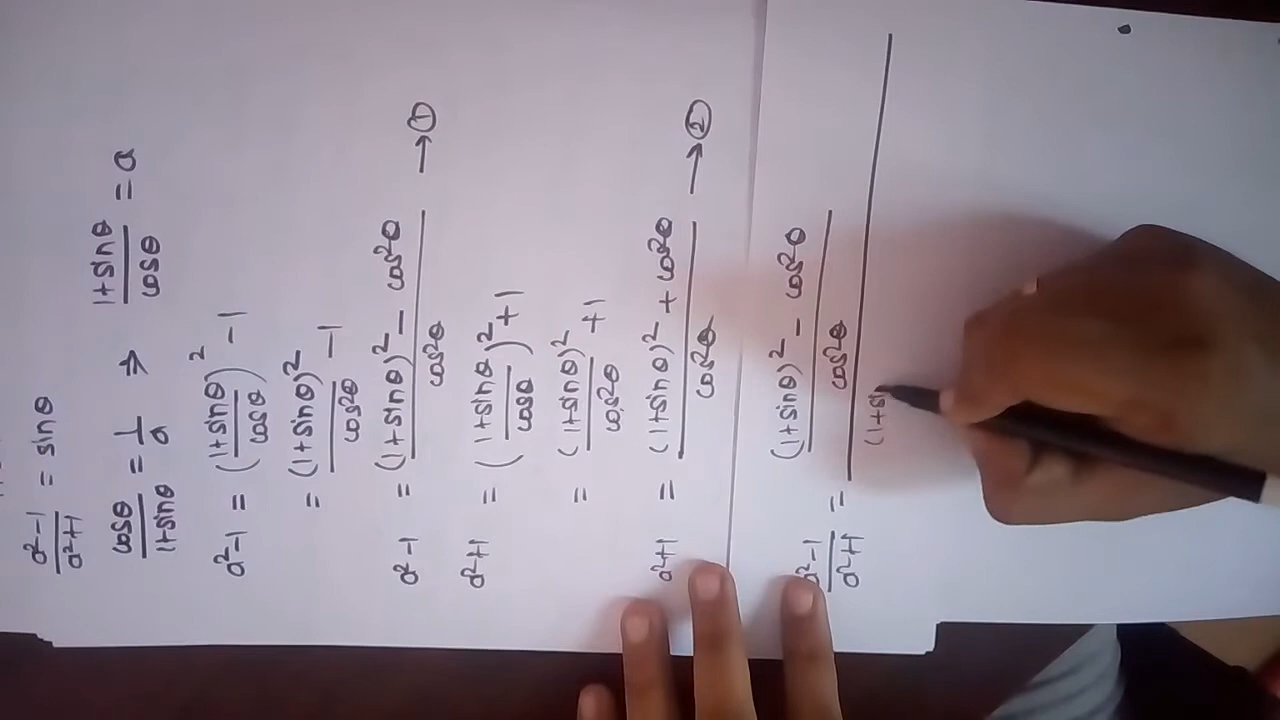 a²-1/a²+1 = sinθ
cosθ/1+sinθ = 1/a ⇒ 1+sinθ/cosθ = a
a²-1 = (1+sinθ/cosθ)² -1
= (1+sinθ)²/cos²θ -1
a²-1 = (1+sinθ)² - cos²θ/cos²θ → ①
a²+1 = (1+sinθ/cosθ)² +1
= (1+sinθ)²/cos²θ +1
a²+1 = (1+sinθ)² + cos²θ/cos²θ → ②
a²-1/a²+1 = (1+sinθ)² - cos²θ/cos²θ
(1+sin